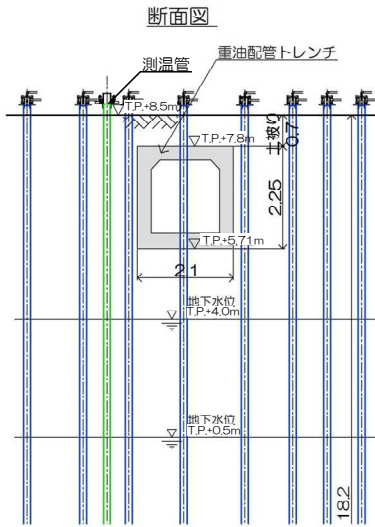 断面図
重油配管トレンチ
測温管
T.P.+8.5m
土被り
0.7
T.P.+7.8m
2.25
T.P.+5.71m
2.1
地下水位
T.P.+4.0m
地下水位
T.P.+0.5m
18.2